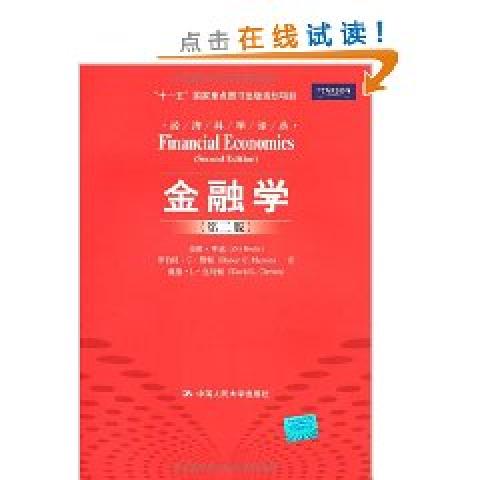 点击在线试读!
PEARSON
"十一五"国家重点图书出版规划项目
·经/济/科/学/译/丛·
Financial Economics
(Second Edition)
金融学
(第二版)
兹维·博迪 (Zvi Bodie)
罗伯特·C·默顿 (Robert C. Merton) 著
戴维·L·克利顿 (David L. Cleeton)
中国人民大学出版社